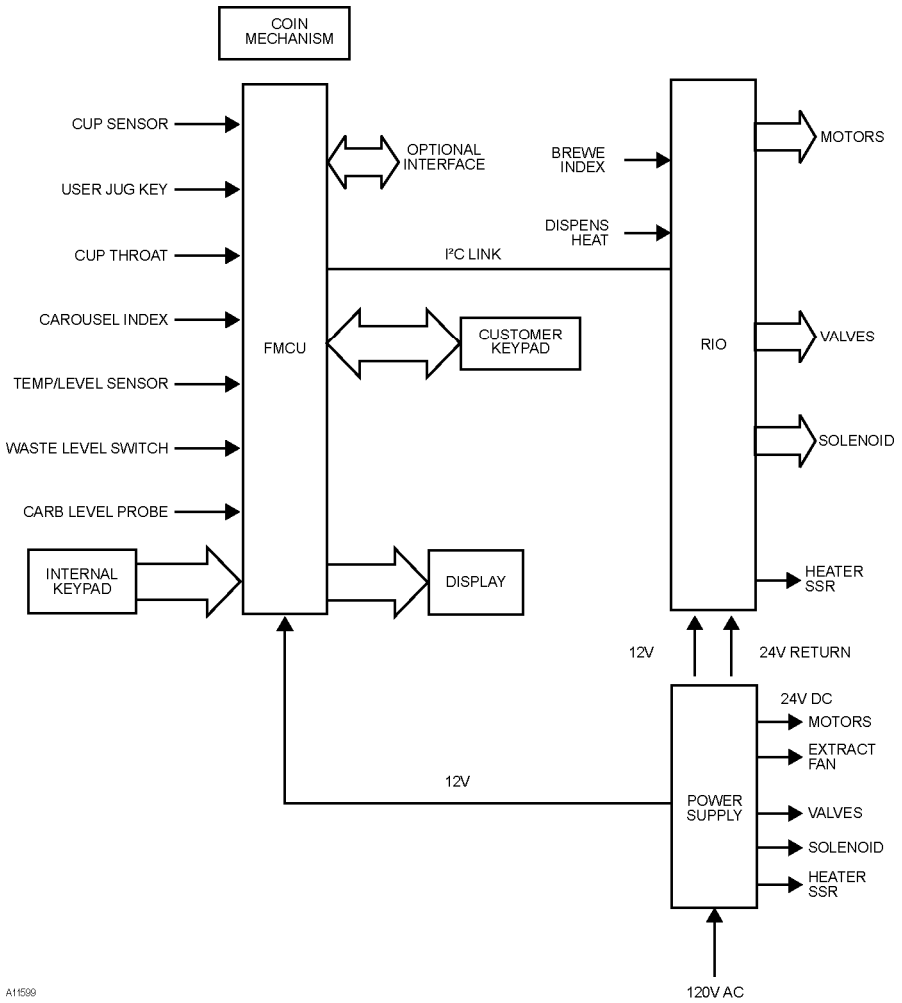 COIN
MECHANISM
CUP SENSOR
USER JUG KEY
CUP THROAT
CAROUSEL INDEX
TEMP/LEVEL SENSOR
WASTE LEVEL SWITCH
CARB LEVEL PROBE
INTERNAL
KEYPAD
FMCU
OPTIONAL
INTERFACE
I²C LINK
CUSTOMER
KEYPAD
DISPLAY
BREWE
INDEX
DISPENS
HEAT
RIO
MOTORS
VALVES
SOLENOID
HEATER
SSR
12V
24V RETURN
24V DC
MOTORS
EXTRACT
FAN
VALVES
SOLENOID
HEATER
SSR
POWER
SUPPLY
12V
120V AC
A11599